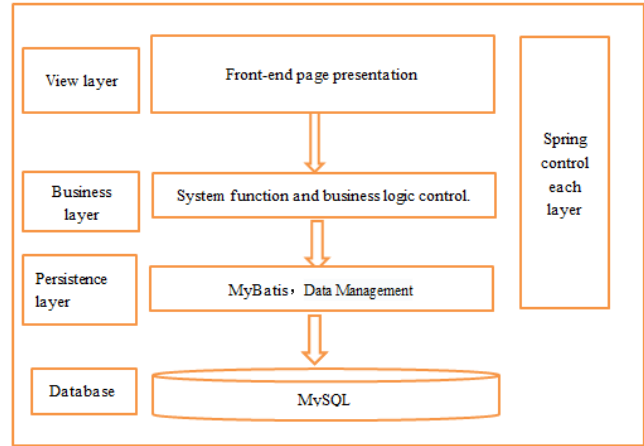 View layer
Front-end page presentation
Spring
control
each
layer
Business
layer
System function and business logic control.
Persistence
layer
MyBatis，Data Management
Database
MySQL